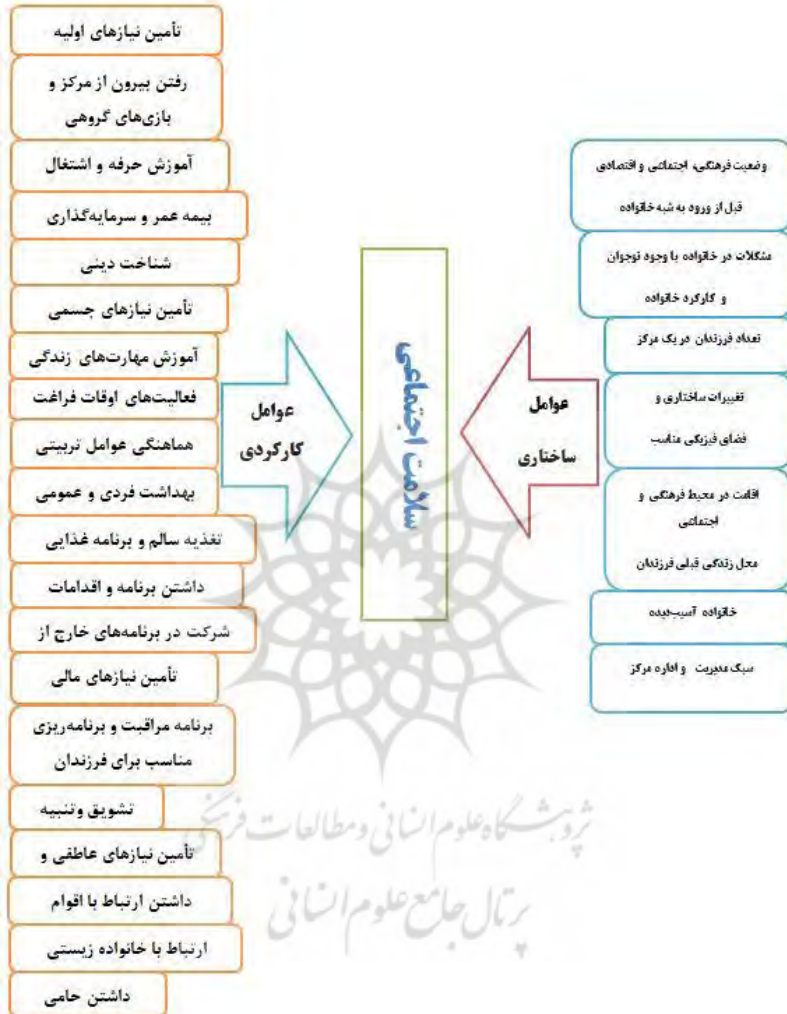 وضعیت فرهنگی، اجتماعی و اقتصادی
قبل از ورود به شبه خانواده
مشکلات در خانواده با وجود نوجوان
و کارکرد خانواده
تعداد فرزندان در یک مرکز
تغییرات ساختاری و
فضای فیزیکی مناسب
اقامت در محیط فرهنگی و
اجتماعی
محل زندگی قبلی فرزندان
خانواده آسیب‌دیده
سبک مدیریت و اداره مرکز
عوامل
ساختاری
سلامت اجتماعی
عوامل
کارکردی
تأمین نیازهای اولیه
رفتن بیرون از مرکز و
بازی‌های گروهی
آموزش حرفه و اشتغال
بیمه عمر و سرمایه‌گذاری
شناخت دینی
تأمین نیازهای جسمی
آموزش مهارت‌های زندگی
فعالیت‌های اوقات فراغت
هماهنگی عوامل تربیتی
بهداشت فردی و عمومی
تغذیه سالم و برنامه غذایی
داشتن برنامه و اقدامات
شرکت در برنامه‌های خارج از
تأمین نیازهای مالی
برنامه مراقبت و برنامه‌ریزی
مناسب برای فرزندان
تشویق وتنبیه
تأمین نیازهای عاطفی و
داشتن ارتباط با اقوام
ارتباط با خانواده زیستی
داشتن حامی
پژوهشگاه علوم انسانی و مطالعات فرهنگی
پرتال جامع علوم انسانی